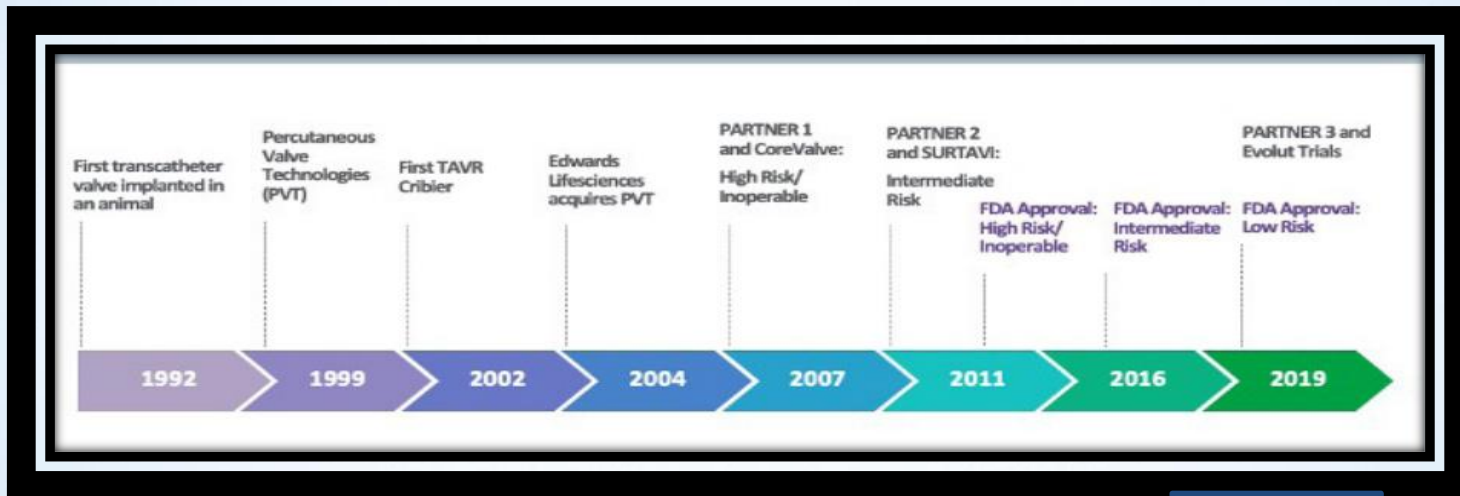 First transcatheter
valve implanted in
an animal
Percutaneous
Valve
Technologies
(PVT)
First TAVR
Cribier
Edwards
Lifesciences
acquires PVT
PARTNER 1
and CoreValve:
High Risk/
Inoperable
PARTNER 2
and SURTAVI:
Intermediate
Risk
FDA Approval:
High Risk/
Inoperable
FDA Approval:
Intermediate
Risk
PARTNER 3 and
Evolut Trials
FDA Approval:
Low Risk
1992
1999
2002
2004
2007
2011
2016
2019